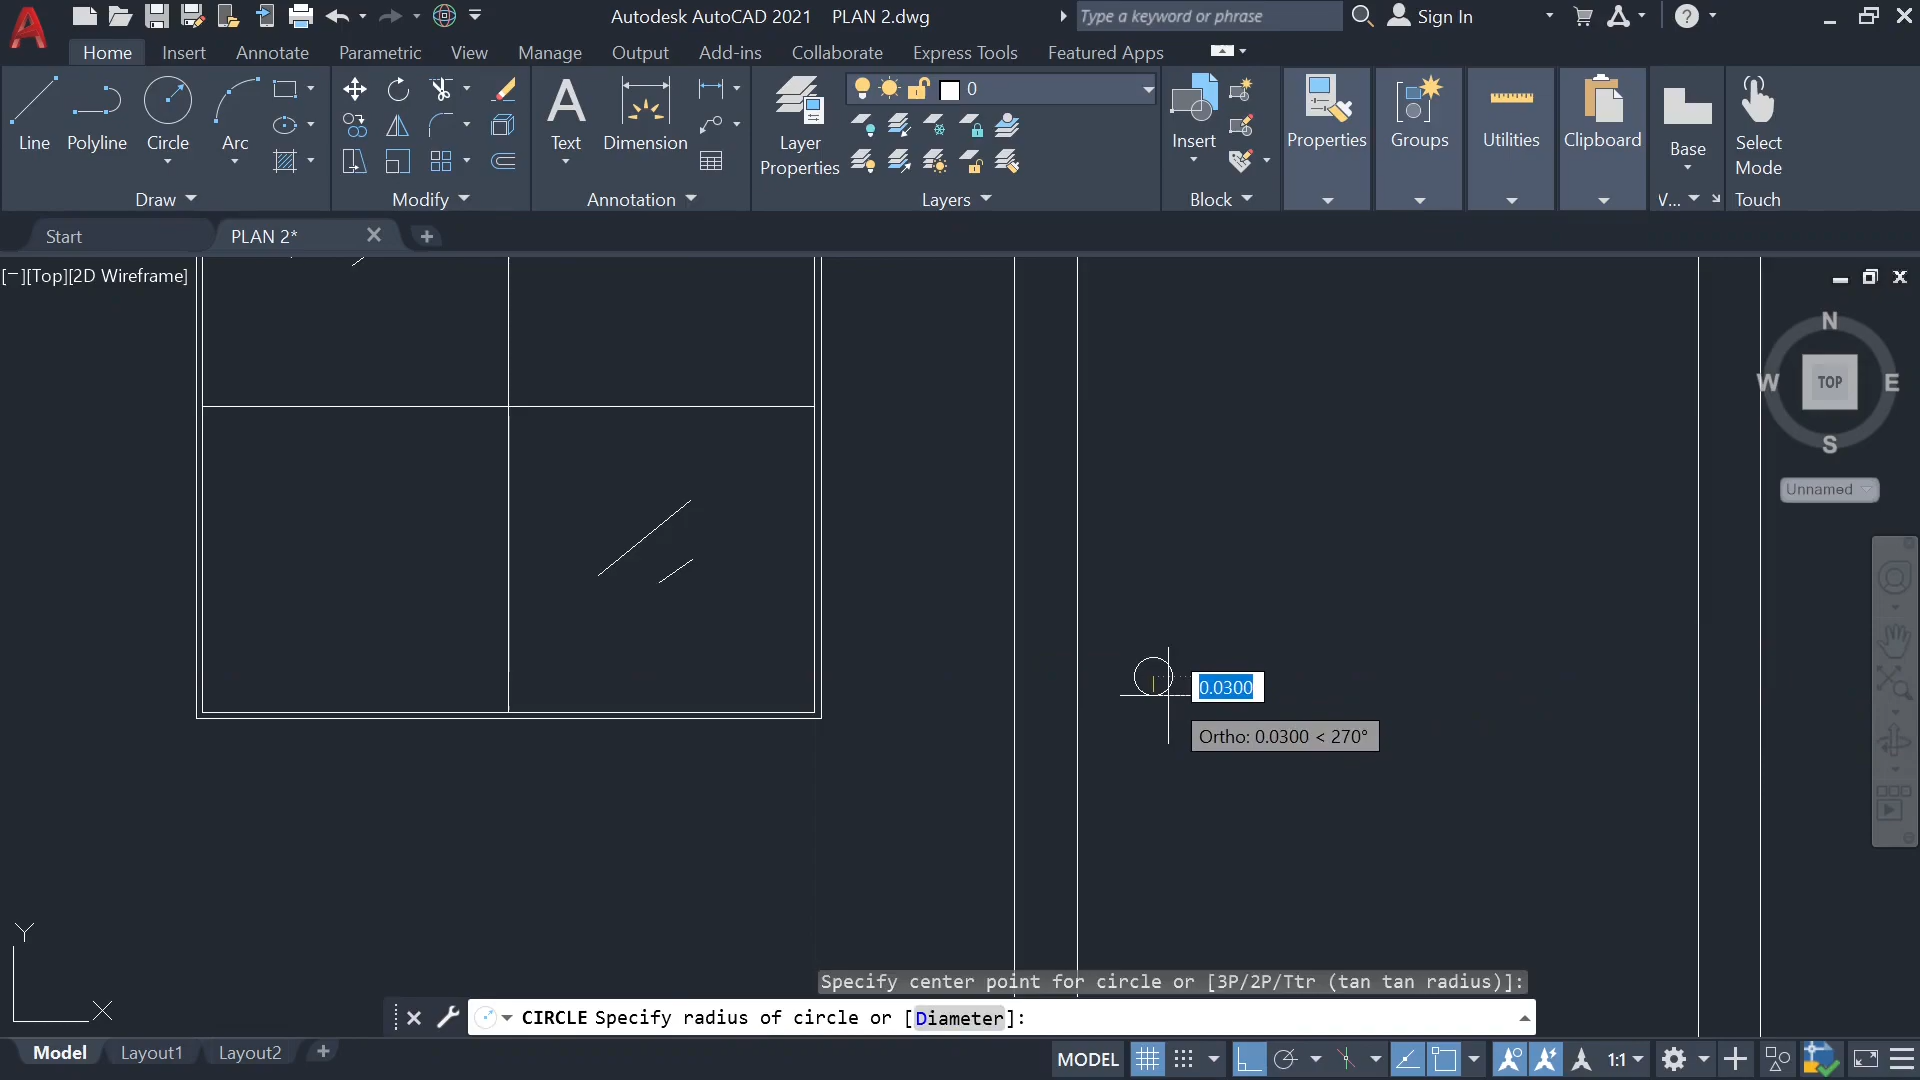 Autodesk AutoCAD 2021 PLAN 2.dwg
Type a keyword or phrase
Sign In
Home Insert Annotate Parametric View Manage Output Add-ins Collaborate Express Tools Featured Apps
Line Polyline Circle Arc
Text Dimension
Layer
Properties
0
Insert
Properties Groups Utilities Clipboard Base
Select
Mode
Draw Modify Annotation Layers Block V... Touch
Start PLAN 2*
[−][Top][2D Wireframe]
N
W TOP E
S
Unnamed
0.0300
Ortho: 0.0300 < 270°
Y
X
Specify center point for circle or [3P/2P/Ttr (tan tan radius)]:
CIRCLE Specify radius of circle or [Diameter]:
Model Layout1 Layout2
MODEL 1:1